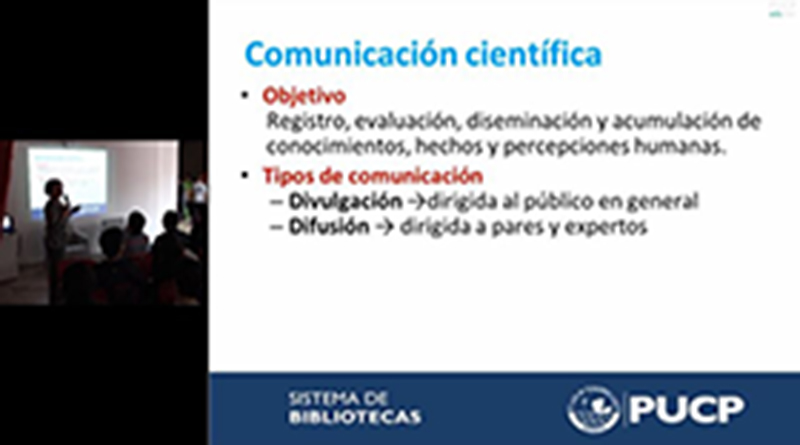 Comunicación científica
• Objetivo
Registro, evaluación, diseminación y acumulación de
conocimientos, hechos y percepciones humanas.
• Tipos de comunicación
– Divulgación → dirigida al público en general
– Difusión → dirigida a pares y expertos
SISTEMA DE
BIBLIOTECAS
PUCP